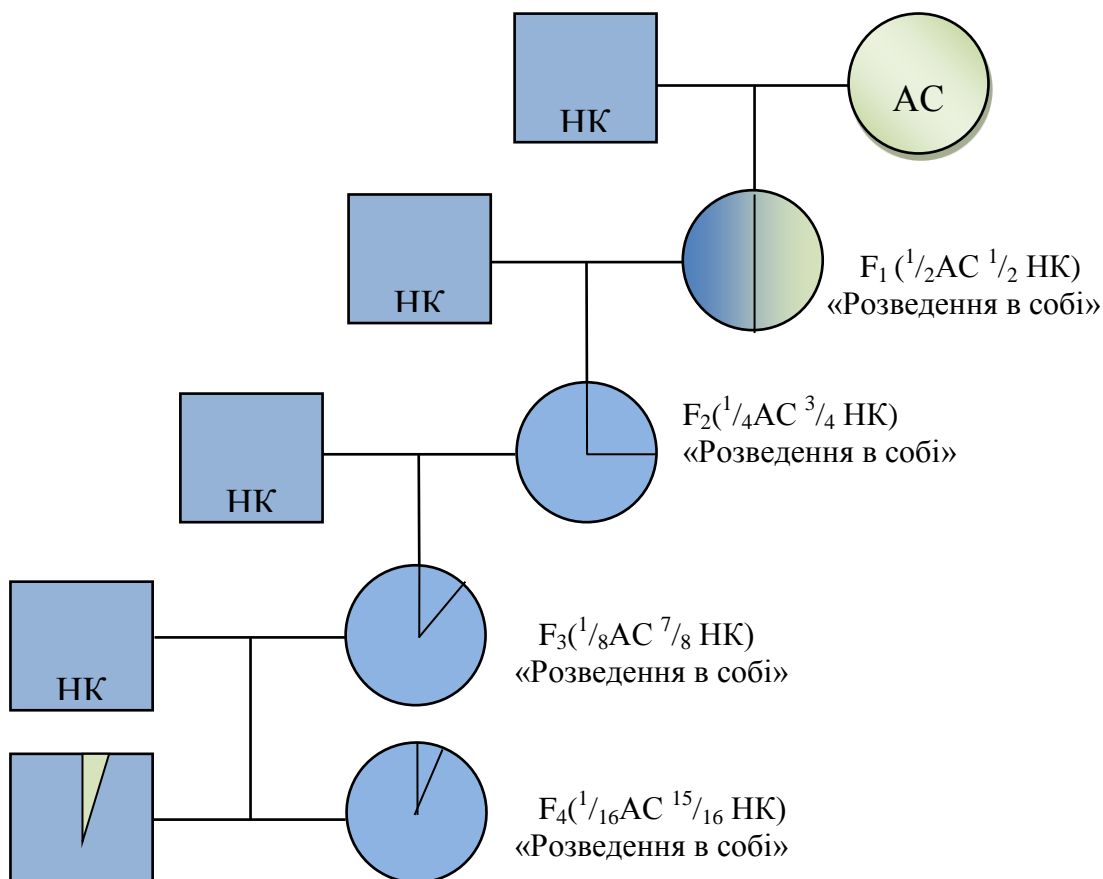 НК
АС
НК
F₁ (¹/₂АС ¹/₂ НК)
«Розведення в собі»
НК
F₂(¹/₄АС ³/₄ НК)
«Розведення в собі»
НК
F₃(¹/₈АС ⁷/₈ НК)
«Розведення в собі»
F₄(¹/₁₆АС ¹⁵/₁₆ НК)
«Розведення в собі»